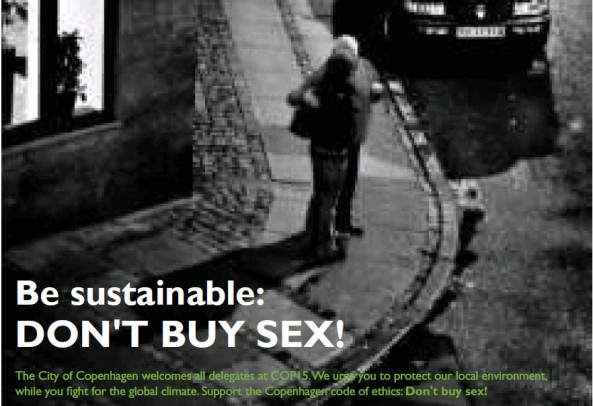 Be sustainable:
DON'T BUY SEX!
The City of Copenhagen welcomes all delegates at COP15. We urge you to protect our local environment,
while you fight for the global climate. Support the Copenhagen code of ethics: Don't buy sex!